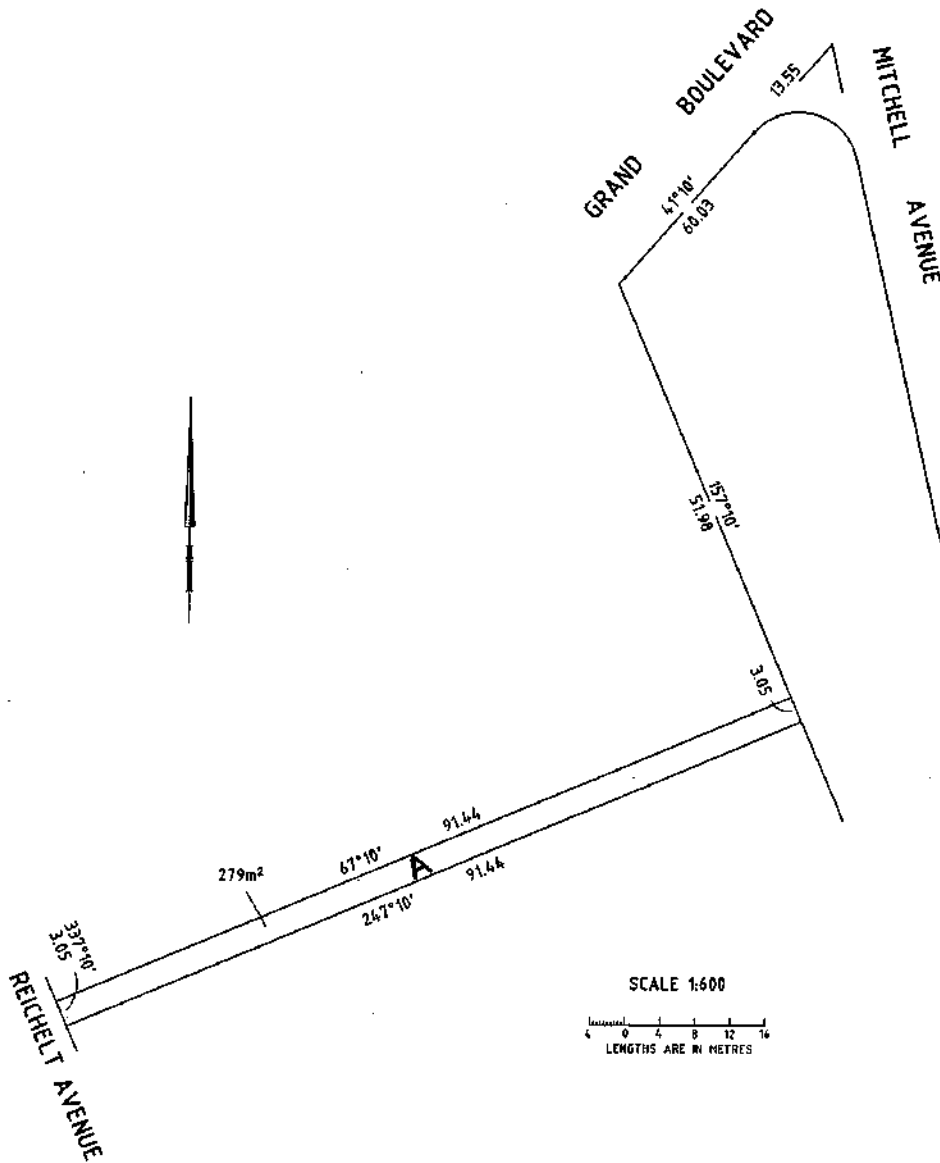 GRAND BOULEVARD
MITCHELL AVENUE
13.55
41°10'
60.03
157°10'
51.98
3.05
67°10'
91.44
A
279m²
247°10'
91.44
337°10'
3.05
REICHELT AVENUE
SCALE 1:600
4 0 4 8 12 16
LENGTHS ARE IN METRES